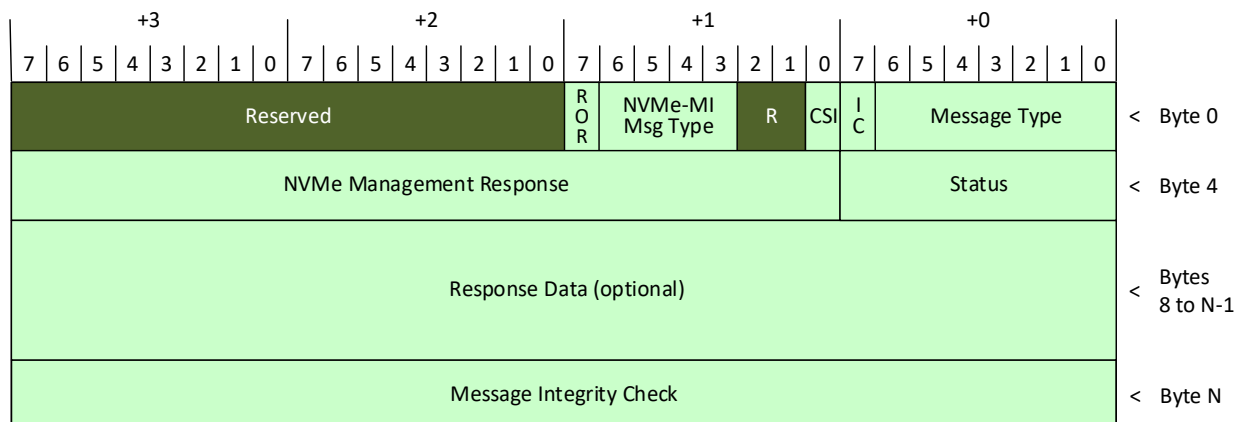 +3 +2 +1 +0
7 6 5 4 3 2 1 0 7 6 5 4 3 2 1 0 7 6 5 4 3 2 1 0 7 6 5 4 3 2 1 0
Reserved
R
O
R
NVMe-MI
Msg Type
R
CSI
I
C
Message Type
< Byte 0
NVMe Management Response
Status
< Byte 4
Response Data (optional)
< Bytes
8 to N-1
Message Integrity Check
< Byte N